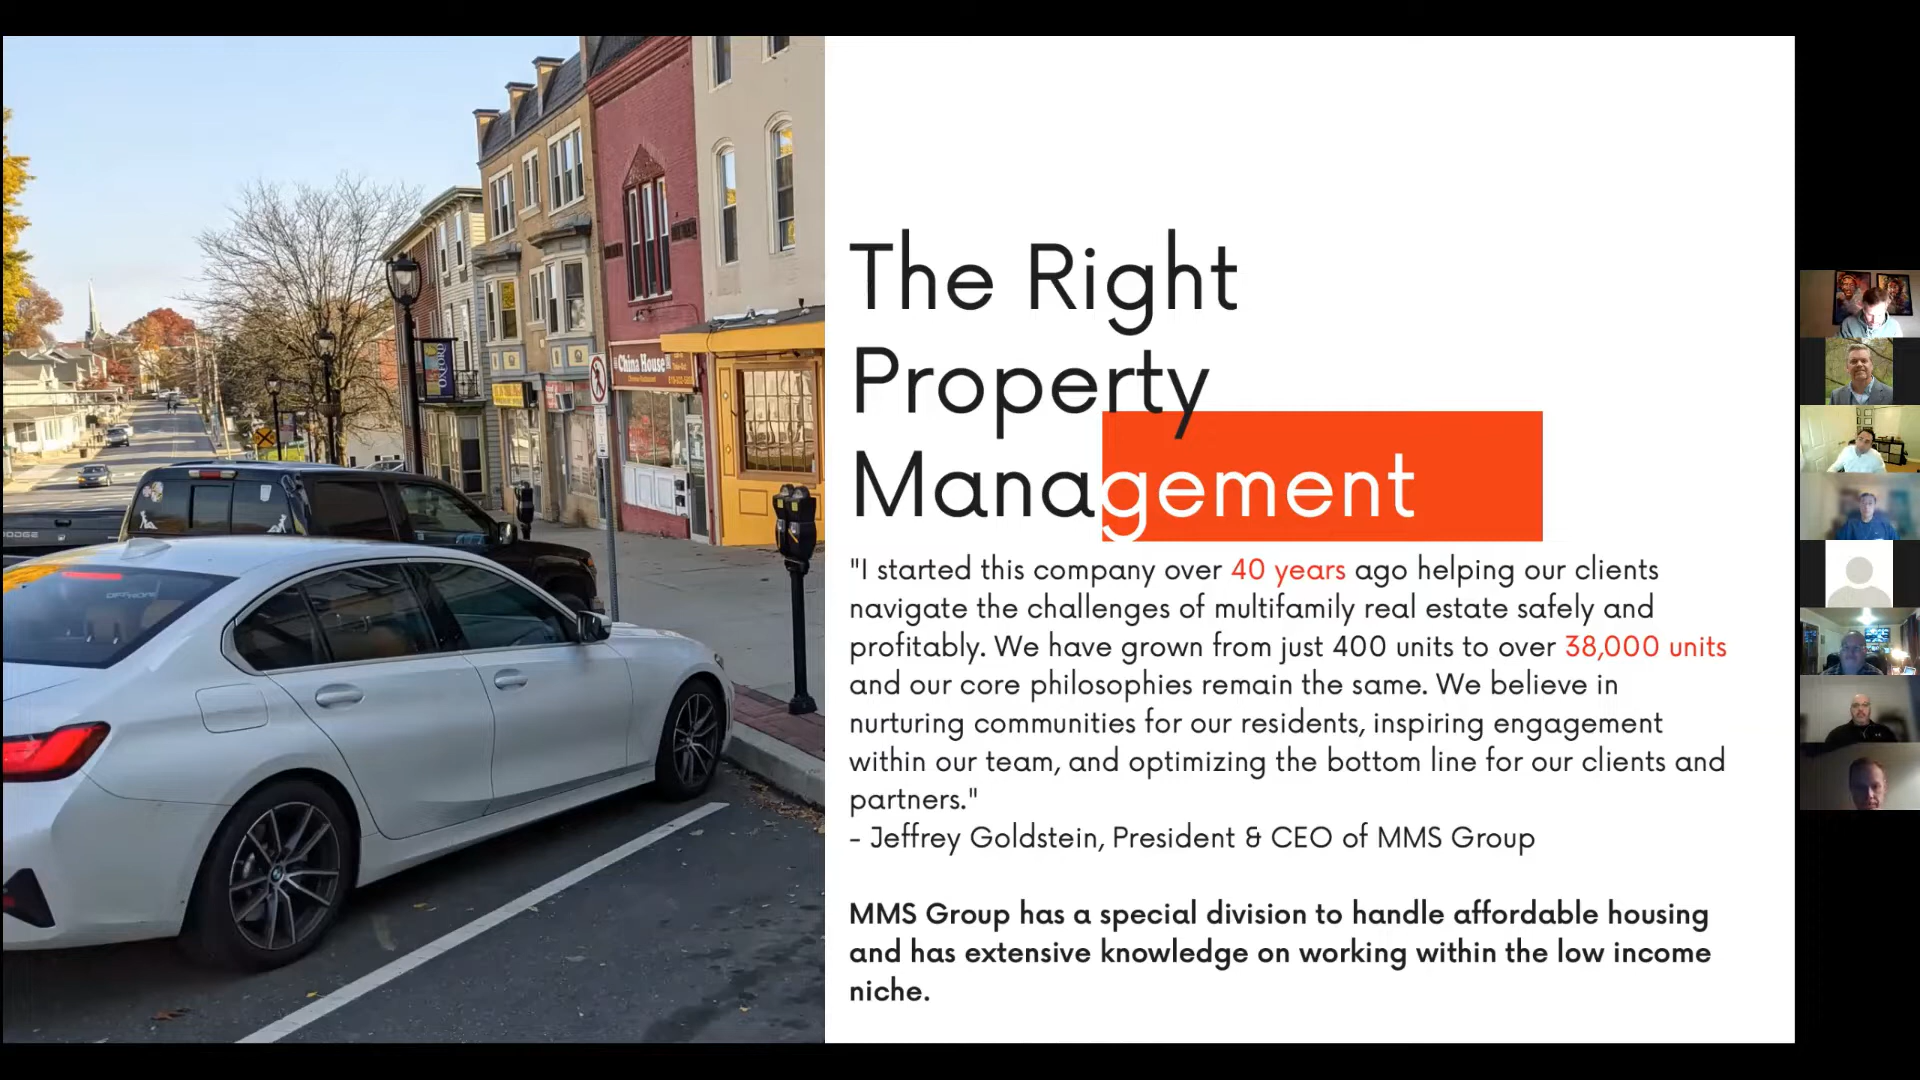 The Right
Property
Management
"I started this company over 40 years ago helping our clients
navigate the challenges of multifamily real estate safely and
profitably. We have grown from just 400 units to over 38,000 units
and our core philosophies remain the same. We believe in
nurturing communities for our residents, inspiring engagement
within our team, and optimizing the bottom line for our clients and
partners."
- Jeffrey Goldstein, President & CEO of MMS Group
MMS Group has a special division to handle affordable housing
and has extensive knowledge on working within the low income
niche.
OXFORD
China House
DODGE